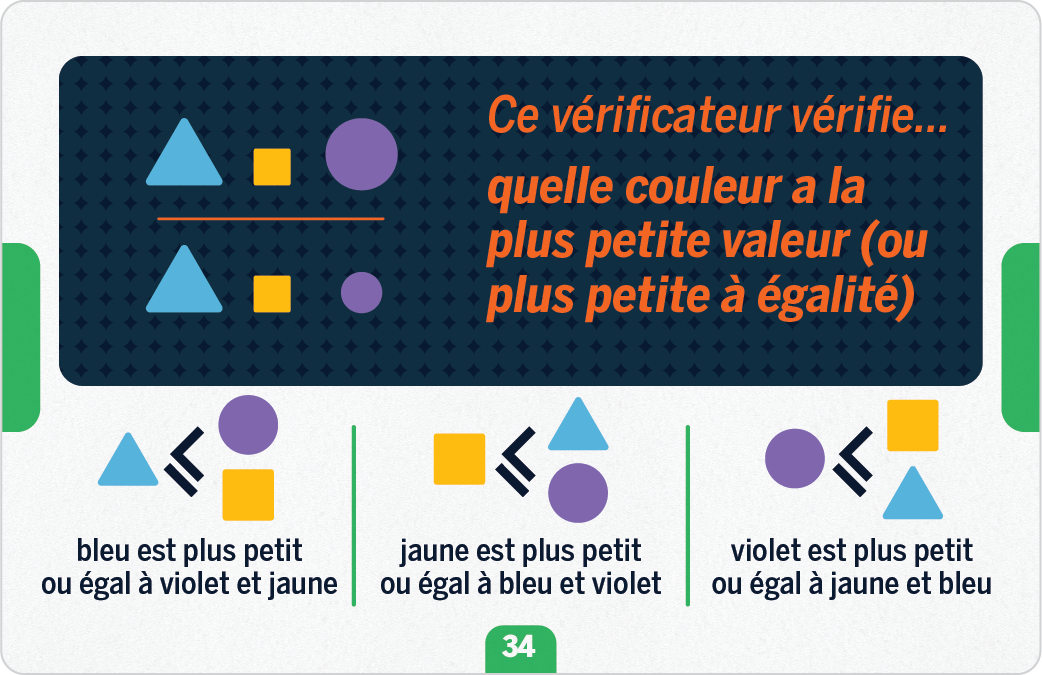 Ce vérificateur vérifie...
quelle couleur a la
plus petite valeur (ou
plus petite à égalité)
bleu est plus petit
ou égal à violet et jaune
jaune est plus petit
ou égal à bleu et violet
violet est plus petit
ou égal à jaune et bleu
34